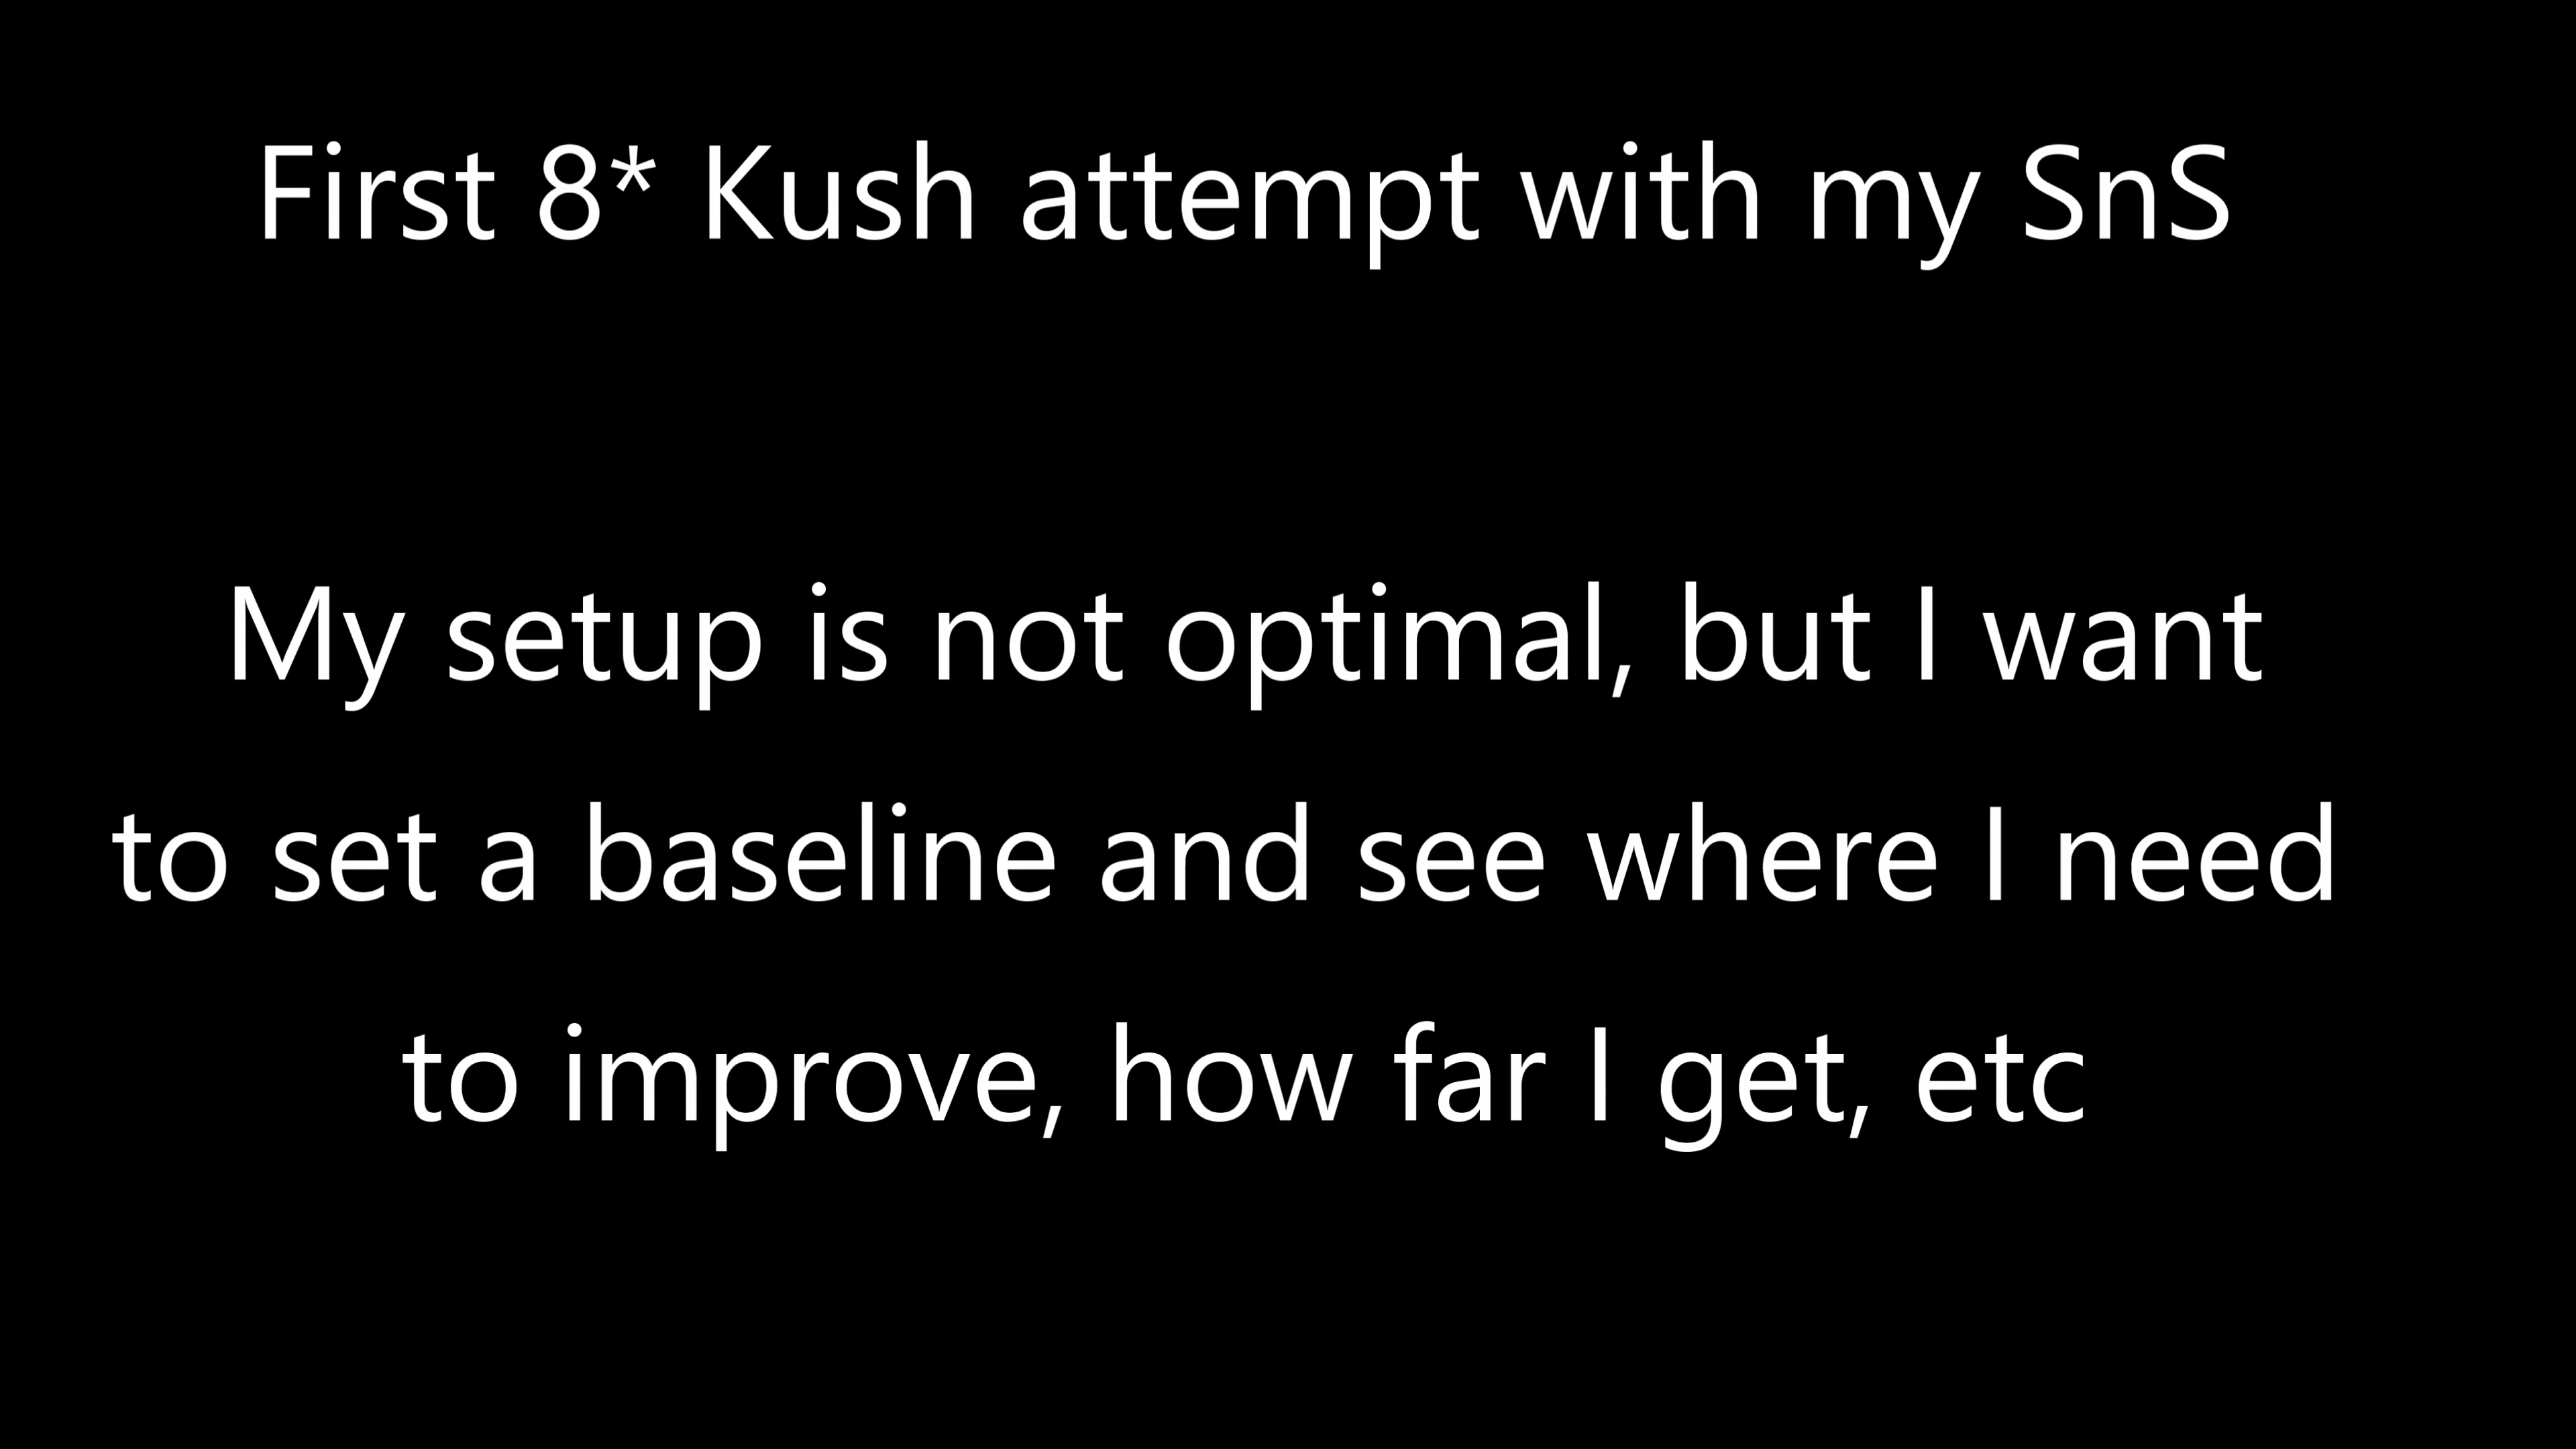 First 8* Kush attempt with my SnS
My setup is not optimal, but I want
to set a baseline and see where I need
to improve, how far I get, etc